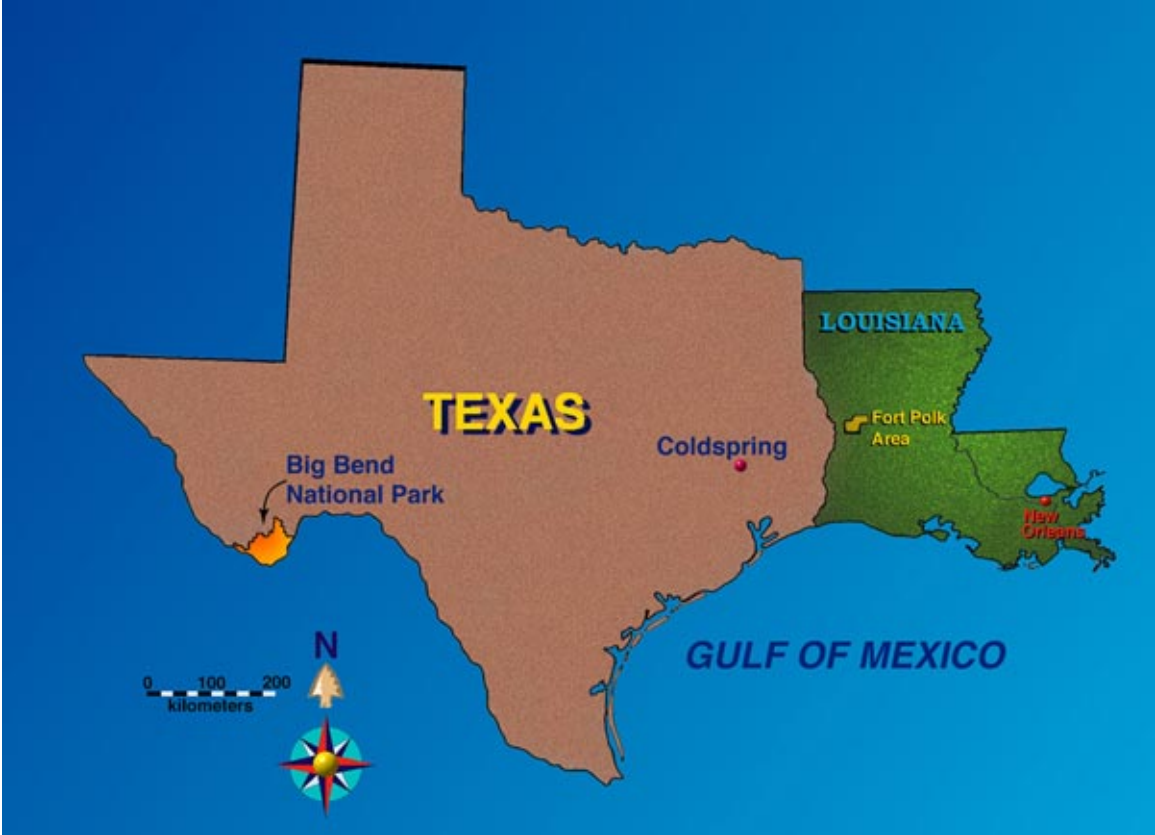 LOUISIANA
TEXAS
Fort Polk
Area
Coldspring
Big Bend
National Park
New
Orleans
N
GULF OF MEXICO
0 100 200
kilometers